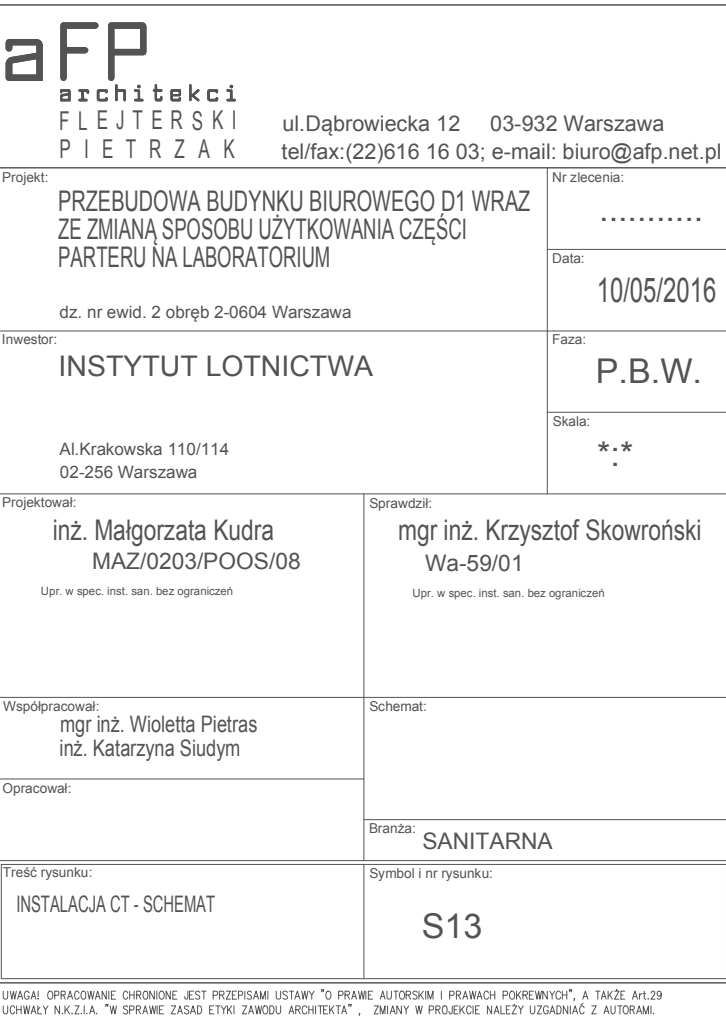 aFP
architekci
FLEJTERSKI
PIETRZAK
ul.Dąbrowiecka 12 03-932 Warszawa
tel/fax:(22)616 16 03; e-mail: biuro@afp.net.pl
Projekt:
PRZEBUDOWA BUDYNKU BIUROWEGO D1 WRAZ
ZE ZMIANĄ SPOSOBU UŻYTKOWANIA CZĘŚCI
PARTERU NA LABORATORIUM
dz. nr ewid. 2 obręb 2-0604 Warszawa
Nr zlecenia:
...........
Data:
10/05/2016
Inwestor:
INSTYTUT LOTNICTWA
Al.Krakowska 110/114
02-256 Warszawa
Faza:
P.B.W.
Skala:
*:*
Projektował:
inż. Małgorzata Kudra
MAZ/0203/POOS/08
Upr. w spec. inst. san. bez ograniczeń
Sprawdził:
mgr inż. Krzysztof Skowroński
Wa-59/01
Upr. w spec. inst. san. bez ograniczeń
Współpracował:
mgr inż. Wioletta Pietras
inż. Katarzyna Siudym
Schemat:
Opracował:
Branża:
SANITARNA
Treść rysunku:
INSTALACJA CT - SCHEMAT
Symbol i nr rysunku:
S13
UWAGA! OPRACOWANIE CHRONIONE JEST PRZEPISAMI USTAWY "O PRAWIE AUTORSKIM I PRAWACH POKREWNYCH", A TAKŻE Art.29
UCHWAŁY N.K.Z.I.A. "W SPRAWIE ZASAD ETYKI ZAWODU ARCHITEKTA" , ZMIANY W PROJEKCIE NALEŻY UZGADNIAĆ Z AUTORAMI.